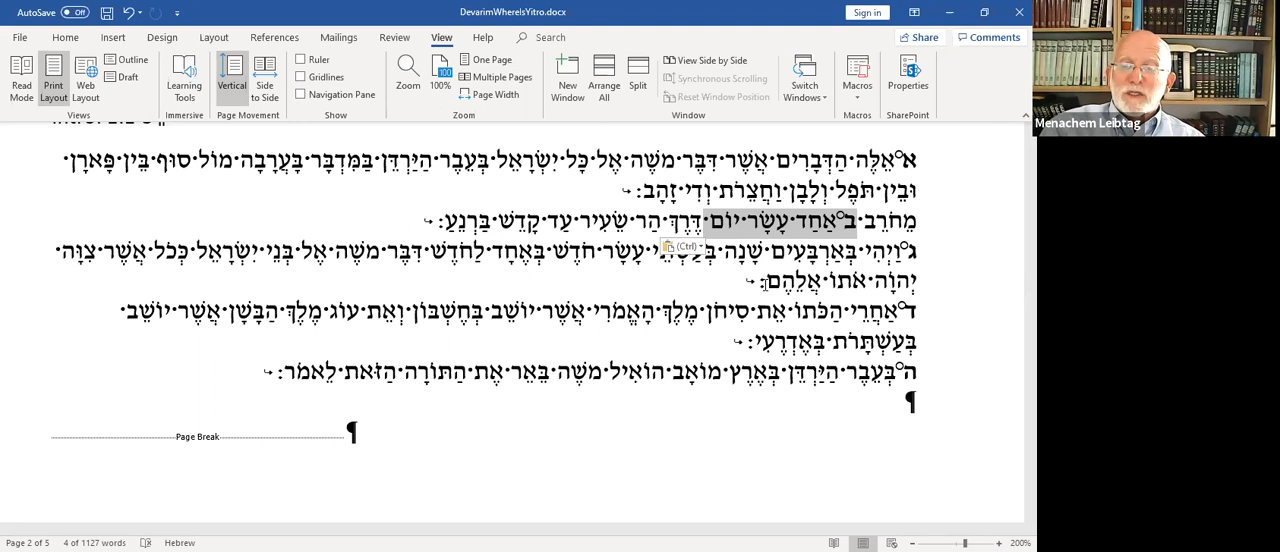 AutoSave Off DevarimWhereIsYitro.docx Sign in
File Home Insert Design Layout References Mailings Review View Help Search Share Comments
Read Mode Print Layout Web Layout Outline Draft Learning Tools Vertical Side to Side Ruler Gridlines Navigation Pane Zoom 100% One Page Multiple Pages Page Width New Window Arrange All Split View Side by Side Synchronous Scrolling Reset Window Position Switch Windows Macros Properties
Views Immersive Page Movement Show Zoom Window Macros SharePoint
Menachem Leibtag
א°אֵלֶּה·הַדְּבָרִים·אֲשֶׁר·דִּבֶּר·מֹשֶׁה·אֶל·כָּל·יִשְׂרָאֵל·בְּעֵבֶר·הַיַּרְדֵּן·בַּמִּדְבָּר·בָּעֲרָבָה·מוֹל·סוּף·בֵּין·פָּארָן·
וּבֵין·תֹּפֶל·וְלָבָן·וַחֲצֵרֹת·וְדִי·זָהָב:
מֵחֹרֵב·ב°אַחַד·עָשָׂר·יוֹם·דֶּרֶךְ·הַר·שֵׂעִיר·עַד·קָדֵשׁ·בַּרְנֵעַ:
(Ctrl)
ג°וַיְהִי·בְּאַרְבָּעִים·שָׁנָה·בְּעַשְׁתֵּי·עָשָׂר·חֹדֶשׁ·בְּאֶחָד·לַחֹדֶשׁ·דִּבֶּר·מֹשֶׁה·אֶל·בְּנֵי·יִשְׂרָאֵל·כְּכֹל·אֲשֶׁר·צִוָּה·
יְהוָה·אֹתוֹ·אֲלֵהֶם:
ד°אַחֲרֵי·הַכֹּתוֹ·אֵת·סִיחֹן·מֶלֶךְ·הָאֱמֹרִי·אֲשֶׁר·יוֹשֵׁב·בְּחֶשְׁבּוֹן·וְאֵת·עוֹג·מֶלֶךְ·הַבָּשָׁן·אֲשֶׁר·יוֹשֵׁב·
בְּעַשְׁתָּרֹת·בְּאֶדְרֶעִי:
ה°בְּעֵבֶר·הַיַּרְדֵּן·בְּאֶרֶץ·מוֹאָב·הוֹאִיל·מֹשֶׁה·בֵּאֵר·אֶת·הַתּוֹרָה·הַזֹּאת·לֵאמֹר:
¶
Page Break ¶
Page 2 of 5 4 of 1127 words Hebrew 200%